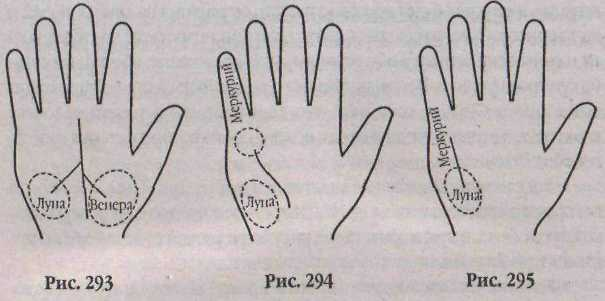 Меркурий
Меркурий
Луна
Венера
Луна
Луна
Рис. 293
Рис. 294
Рис. 295